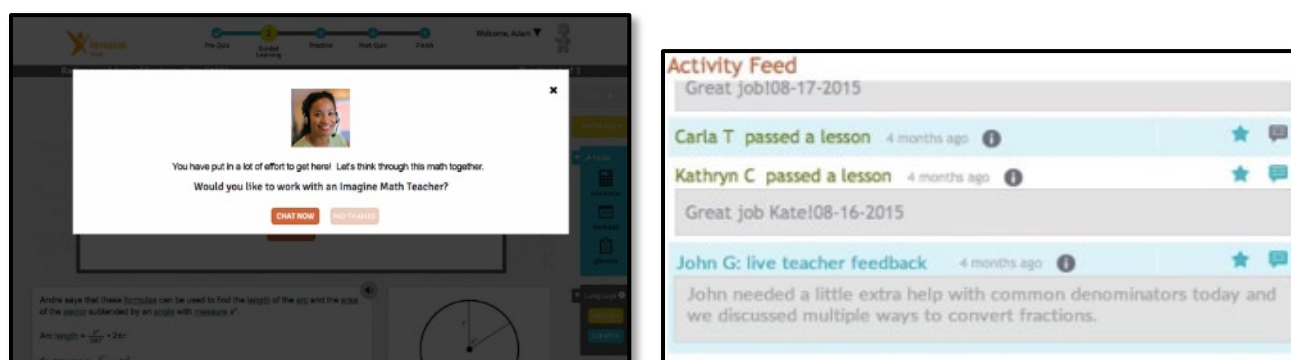 Imagine
Math
Pre-Quiz
Guided
Learning
Practice
Post-Quiz
Finish
Welcome, Adam
You have put in a lot of effort to get here! Let's think through this math together.
Would you like to work with an Imagine Math Teacher?
CHAT NOW
NO THANKS
Andre says that these formulas can be used to find the length of the arc and the area
of the sector subtended by an angle with measure x°.
Arc length =
Language
Activity Feed
Great job!08-17-2015
Carla T passed a lesson 4 months ago
Kathryn C passed a lesson 4 months ago
Great job Kate!08-16-2015
John G: live teacher feedback 4 months ago
John needed a little extra help with common denominators today and
we discussed multiple ways to convert fractions.